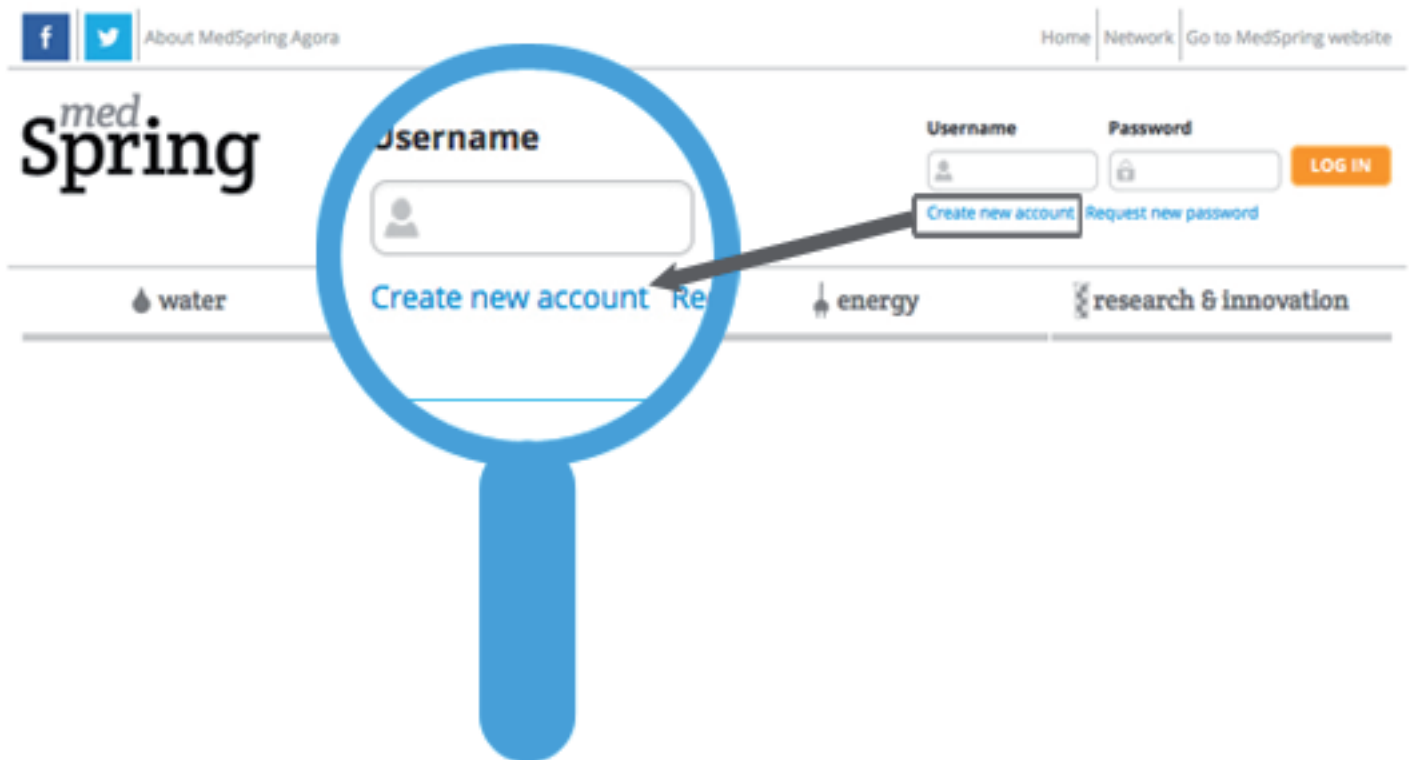 f
About MedSpring Agora
Home Network Go to MedSpring website
med
Spring
Username
Create new account Re
Username Password
LOG IN
Create new account Request new password
water
energy
research & innovation